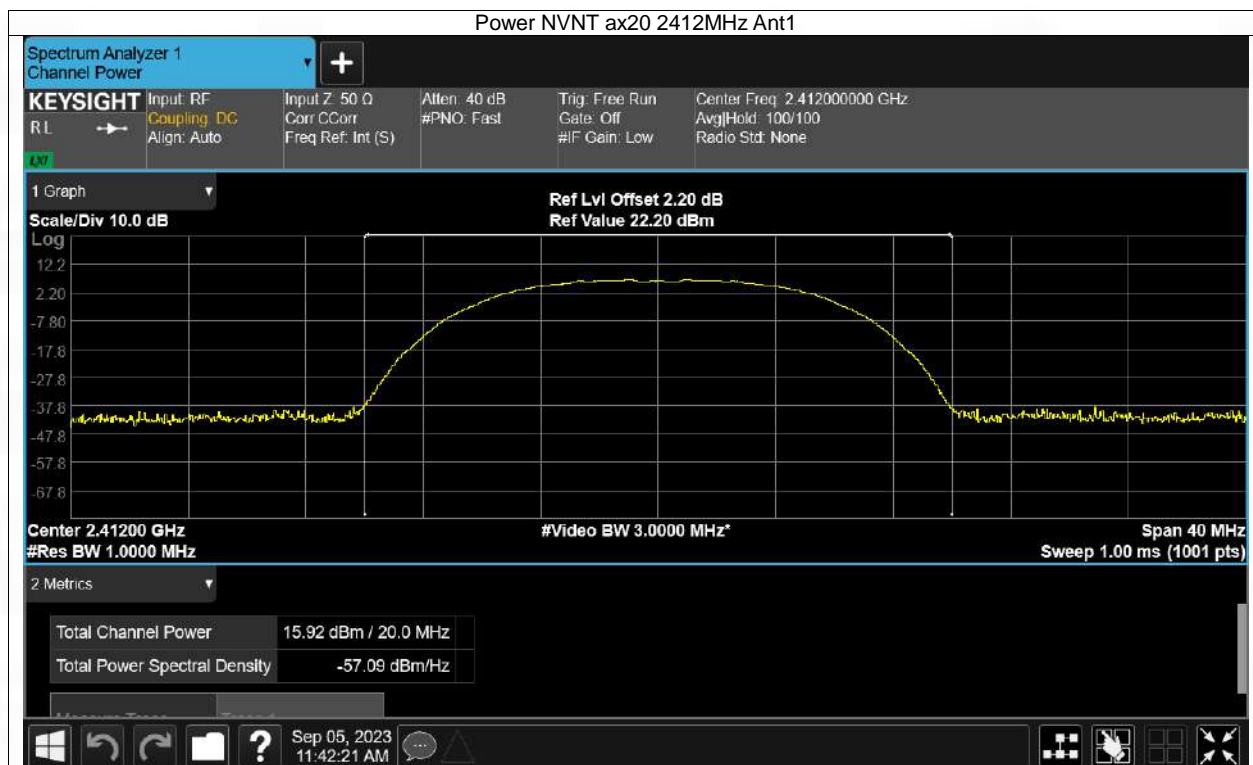 Power NVNT ax20 2412MHz Ant1
Spectrum Analyzer 1
Channel Power
+
KEYSIGHT
RL
LXI
Input: RF
Coupling: DC
Align: Auto
Input Z: 50 Ω
Corr CCorr
Freq Ref: Int (S)
Atten: 40 dB
#PNO: Fast
Trig: Free Run
Gate: Off
#IF Gain: Low
Center Freq: 2.412000000 GHz
Avg|Hold: 100/100
Radio Std: None
1 Graph
Scale/Div 10.0 dB
Ref Lvl Offset 2.20 dB
Ref Value 22.20 dBm
Log
12.2
2.20
-7.80
-17.8
-27.8
-37.8
-47.8
-57.8
-67.8
Center 2.41200 GHz
#Res BW 1.0000 MHz
#Video BW 3.0000 MHz*
Span 40 MHz
Sweep 1.00 ms (1001 pts)
2 Metrics
Total Channel Power 15.92 dBm / 20.0 MHz
Total Power Spectral Density -57.09 dBm/Hz
?
Sep 05, 2023
11:42:21 AM